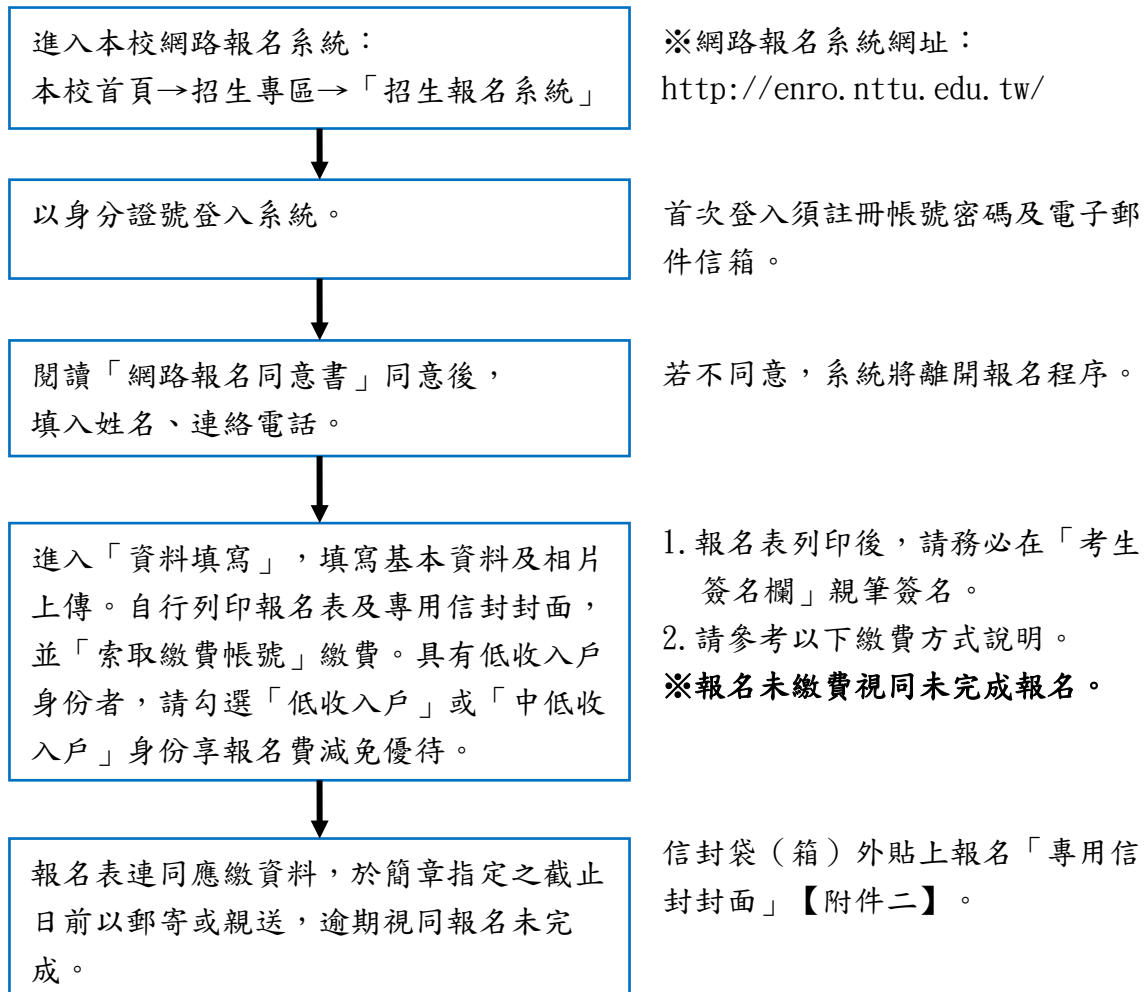 進入本校網路報名系統：
本校首頁→招生專區→「招生報名系統」
※網路報名系統網址：
http://enro.nttu.edu.tw/
以身分證號登入系統。
首次登入須註冊帳號密碼及電子郵
件信箱。
閱讀「網路報名同意書」同意後，
填入姓名、連絡電話。
若不同意，系統將離開報名程序。
進入「資料填寫」，填寫基本資料及相片
上傳。自行列印報名表及專用信封封面，
並「索取繳費帳號」繳費。具有低收入戶
身份者，請勾選「低收入戶」或「中低收
入戶」身份享報名費減免優待。
1.報名表列印後，請務必在「考生
簽名欄」親筆簽名。
2.請參考以下繳費方式說明。
※報名未繳費視同未完成報名。
報名表連同應繳資料，於簡章指定之截止
日前以郵寄或親送，逾期視同報名未完
成。
信封袋（箱）外貼上報名「專用信
封封面」【附件二】。